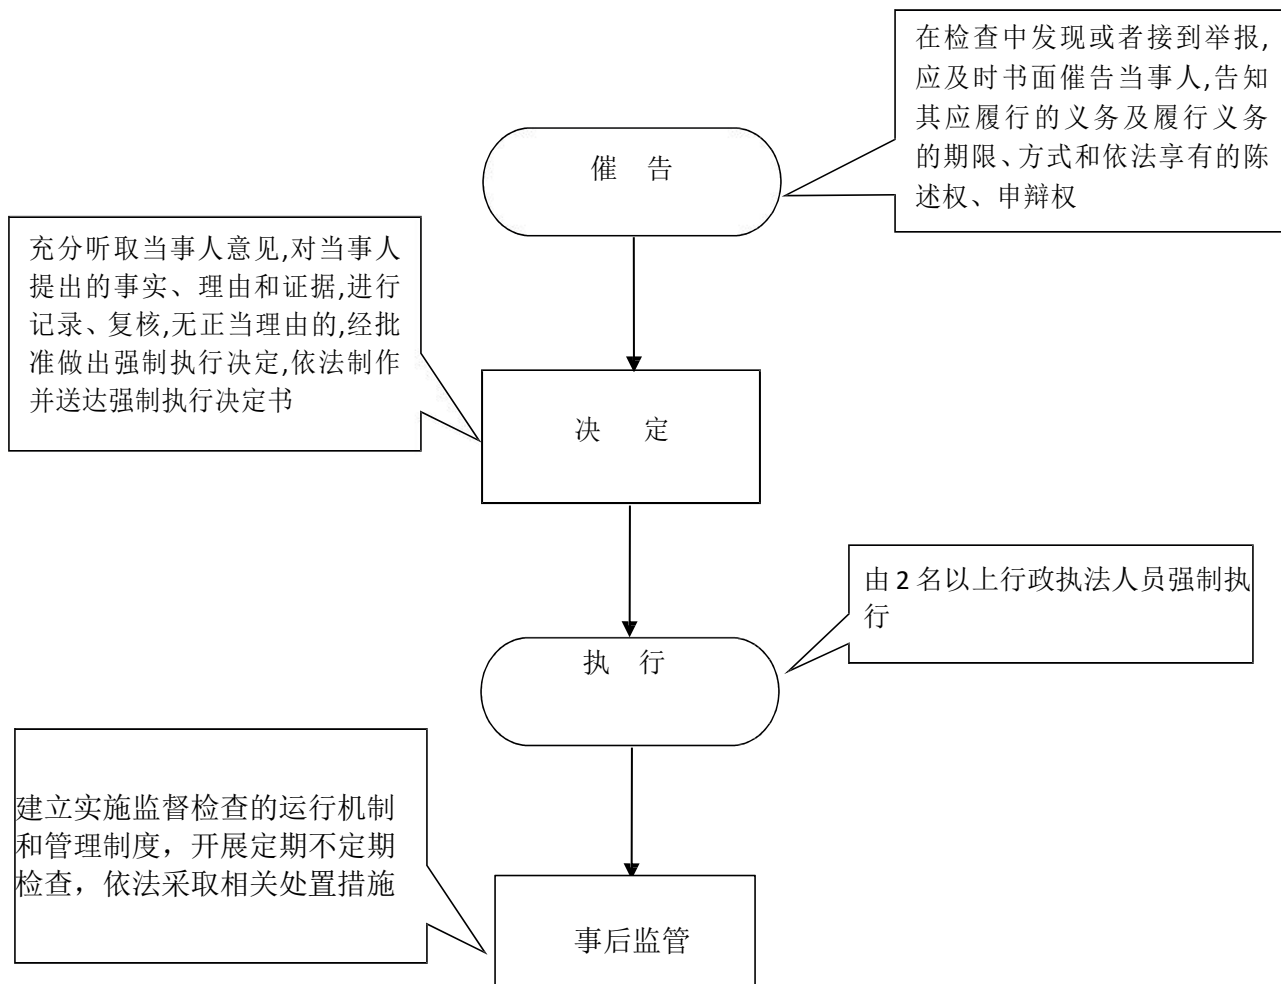 在检查中发现或者接到举报,
应及时书面催告当事人,告知
其应履行的义务及履行义务
的期限、方式和依法享有的陈
述权、申辩权
催 告
充分听取当事人意见,对当事人
提出的事实、理由和证据,进行
记录、复核,无正当理由的,经批
准做出强制执行决定,依法制作
并送达强制执行决定书
决 定
由 2 名以上行政执法人员强制执
行
执 行
建立实施监督检查的运行机制
和管理制度，开展定期不定期
检查，依法采取相关处置措施
事后监管